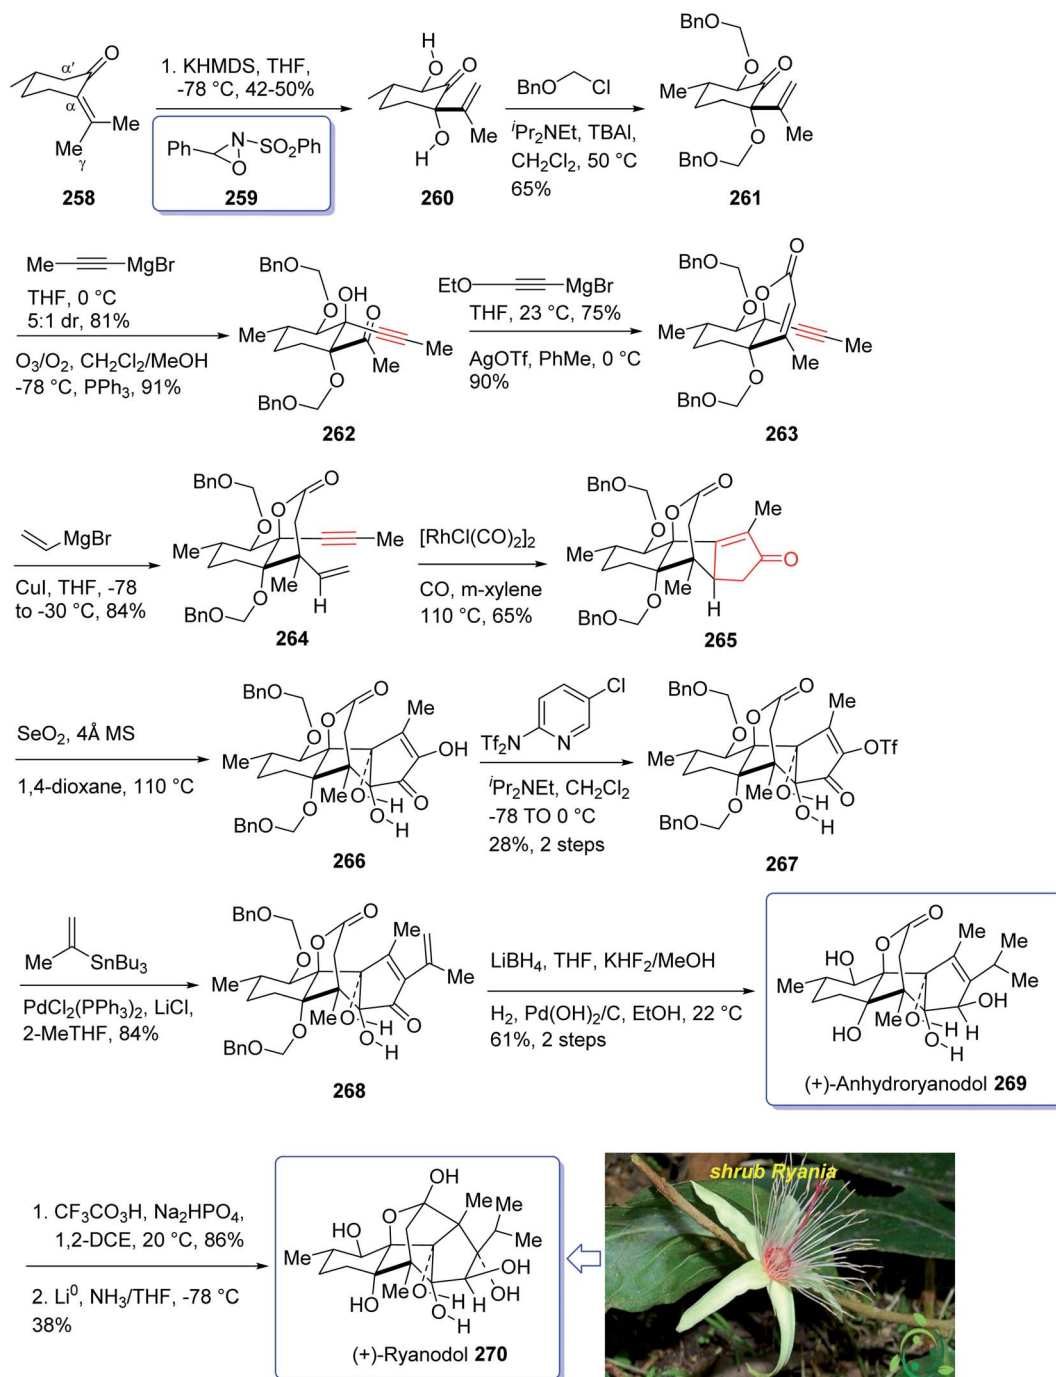 O
α'
α
Me
Me γ
258
1. KHMDS, THF,
-78 °C, 42-50%
Ph N SO₂Ph
O
259
H
O O
O Me
H
260
BnO Cl
ⁱPr₂NEt, TBAl,
CH₂Cl₂, 50 °C
65%
BnO
O O
Me
O Me
BnO
261
Me MgBr
THF, 0 °C
5:1 dr, 81%
O₃/O₂, CH₂Cl₂/MeOH
-78 °C, PPh₃, 91%
BnO
OH O
O
Me
Me
O Me
BnO
262
EtO MgBr
THF, 23 °C, 75%
AgOTf, PhMe, 0 °C
90%
O
BnO
O
O
Me
Me
O Me
BnO
263
MgBr
CuI, THF, -78
to -30 °C, 84%
BnO O
O
O
Me Me
Me
O H
BnO
264
[RhCl(CO)₂]₂
CO, m-xylene
110 °C, 65%
BnO O
O Me
O
Me O
Me
O H
BnO
265
SeO₂, 4Å MS
1,4-dioxane, 110 °C
BnO O
O Me
O
Me OH
Me O H O
O O-H
BnO
266
Cl
Tf₂N N
ⁱPr₂NEt, CH₂Cl₂
-78 TO 0 °C
28%, 2 steps
BnO O
O Me
O
Me OTf
Me O H O
O O-H
BnO
267
Me SnBu₃
PdCl₂(PPh₃)₂, LiCl,
2-MeTHF, 84%
BnO O
O Me
O
Me Me
Me O H O
O O H
BnO
268
LiBH₄, THF, KHF₂/MeOH
H₂, Pd(OH)₂/C, EtOH, 22 °C
61%, 2 steps
O
HO O Me Me
Me Me
OH
HO Me O H H
O H
(+)-Anhydroryanodol 269
1. CF₃CO₃H, Na₂HPO₄,
1,2-DCE, 20 °C, 86%
2. Li⁰, NH₃/THF, -78 °C
38%
OH
HO O Me Me
Me Me
OH
HO Me O H H OH
O H
(+)-Ryanodol 270
shrub Ryania